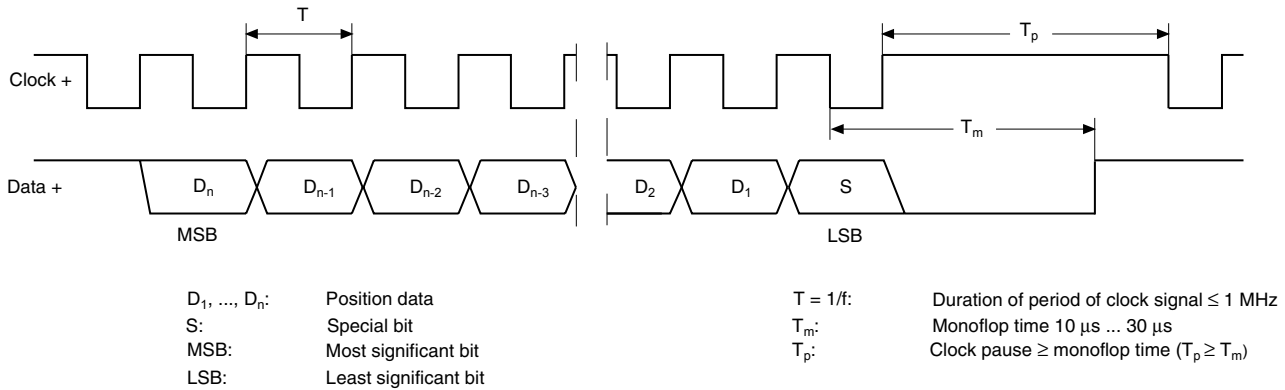 T
Tp
Clock +
Tm
Data +
Dn
Dn-1
Dn-2
Dn-3
D2
D1
S
MSB
LSB
D1, ..., Dn: Position data
S: Special bit
MSB: Most significant bit
LSB: Least significant bit
T = 1/f: Duration of period of clock signal ≤ 1 MHz
Tm: Monoflop time 10 μs ... 30 μs
Tp: Clock pause ≥ monoflop time (Tp ≥ Tm)